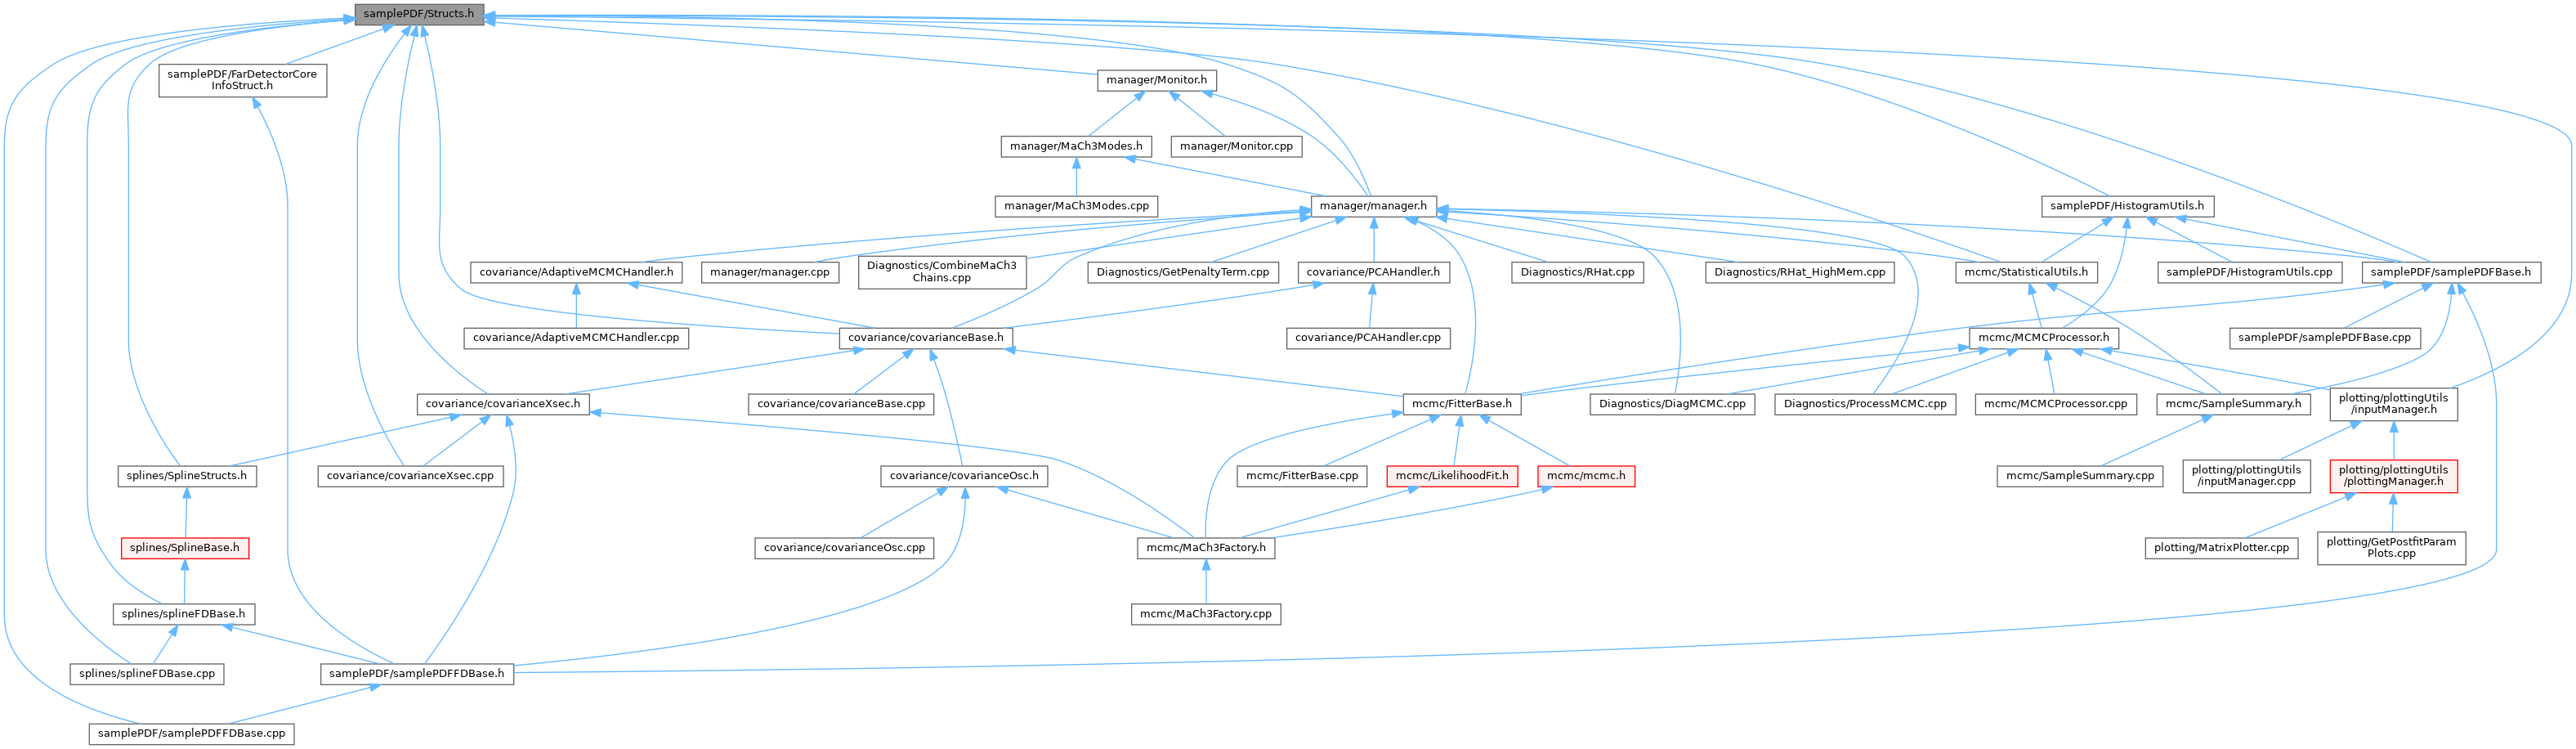 samplePDF/Structs.h
samplePDF/FarDetectorCore
InfoStruct.h
manager/Monitor.h
manager/MaCh3Modes.h
manager/Monitor.cpp
manager/MaCh3Modes.cpp
manager/manager.h
samplePDF/HistogramUtils.h
covariance/AdaptiveMCMCHandler.h
manager/manager.cpp
Diagnostics/CombineMaCh3
Chains.cpp
Diagnostics/GetPenaltyTerm.cpp
covariance/PCAHandler.h
Diagnostics/RHat.cpp
Diagnostics/RHat_HighMem.cpp
mcmc/StatisticalUtils.h
samplePDF/HistogramUtils.cpp
samplePDF/samplePDFBase.h
covariance/AdaptiveMCMCHandler.cpp
covariance/covarianceBase.h
covariance/PCAHandler.cpp
mcmc/MCMCProcessor.h
samplePDF/samplePDFBase.cpp
covariance/covarianceXsec.h
covariance/covarianceBase.cpp
mcmc/FitterBase.h
Diagnostics/DiagMCMC.cpp
Diagnostics/ProcessMCMC.cpp
mcmc/MCMCProcessor.cpp
mcmc/SampleSummary.h
plotting/plottingUtils
/inputManager.h
splines/SplineStructs.h
covariance/covarianceXsec.cpp
covariance/covarianceOsc.h
mcmc/FitterBase.cpp
mcmc/LikelihoodFit.h
mcmc/mcmc.h
mcmc/SampleSummary.cpp
plotting/plottingUtils
/inputManager.cpp
plotting/plottingUtils
/plottingManager.h
splines/SplineBase.h
covariance/covarianceOsc.cpp
mcmc/MaCh3Factory.h
plotting/MatrixPlotter.cpp
plotting/GetPostfitParam
Plots.cpp
splines/splineFDBase.h
mcmc/MaCh3Factory.cpp
splines/splineFDBase.cpp
samplePDF/samplePDFFDBase.h
samplePDF/samplePDFFDBase.cpp